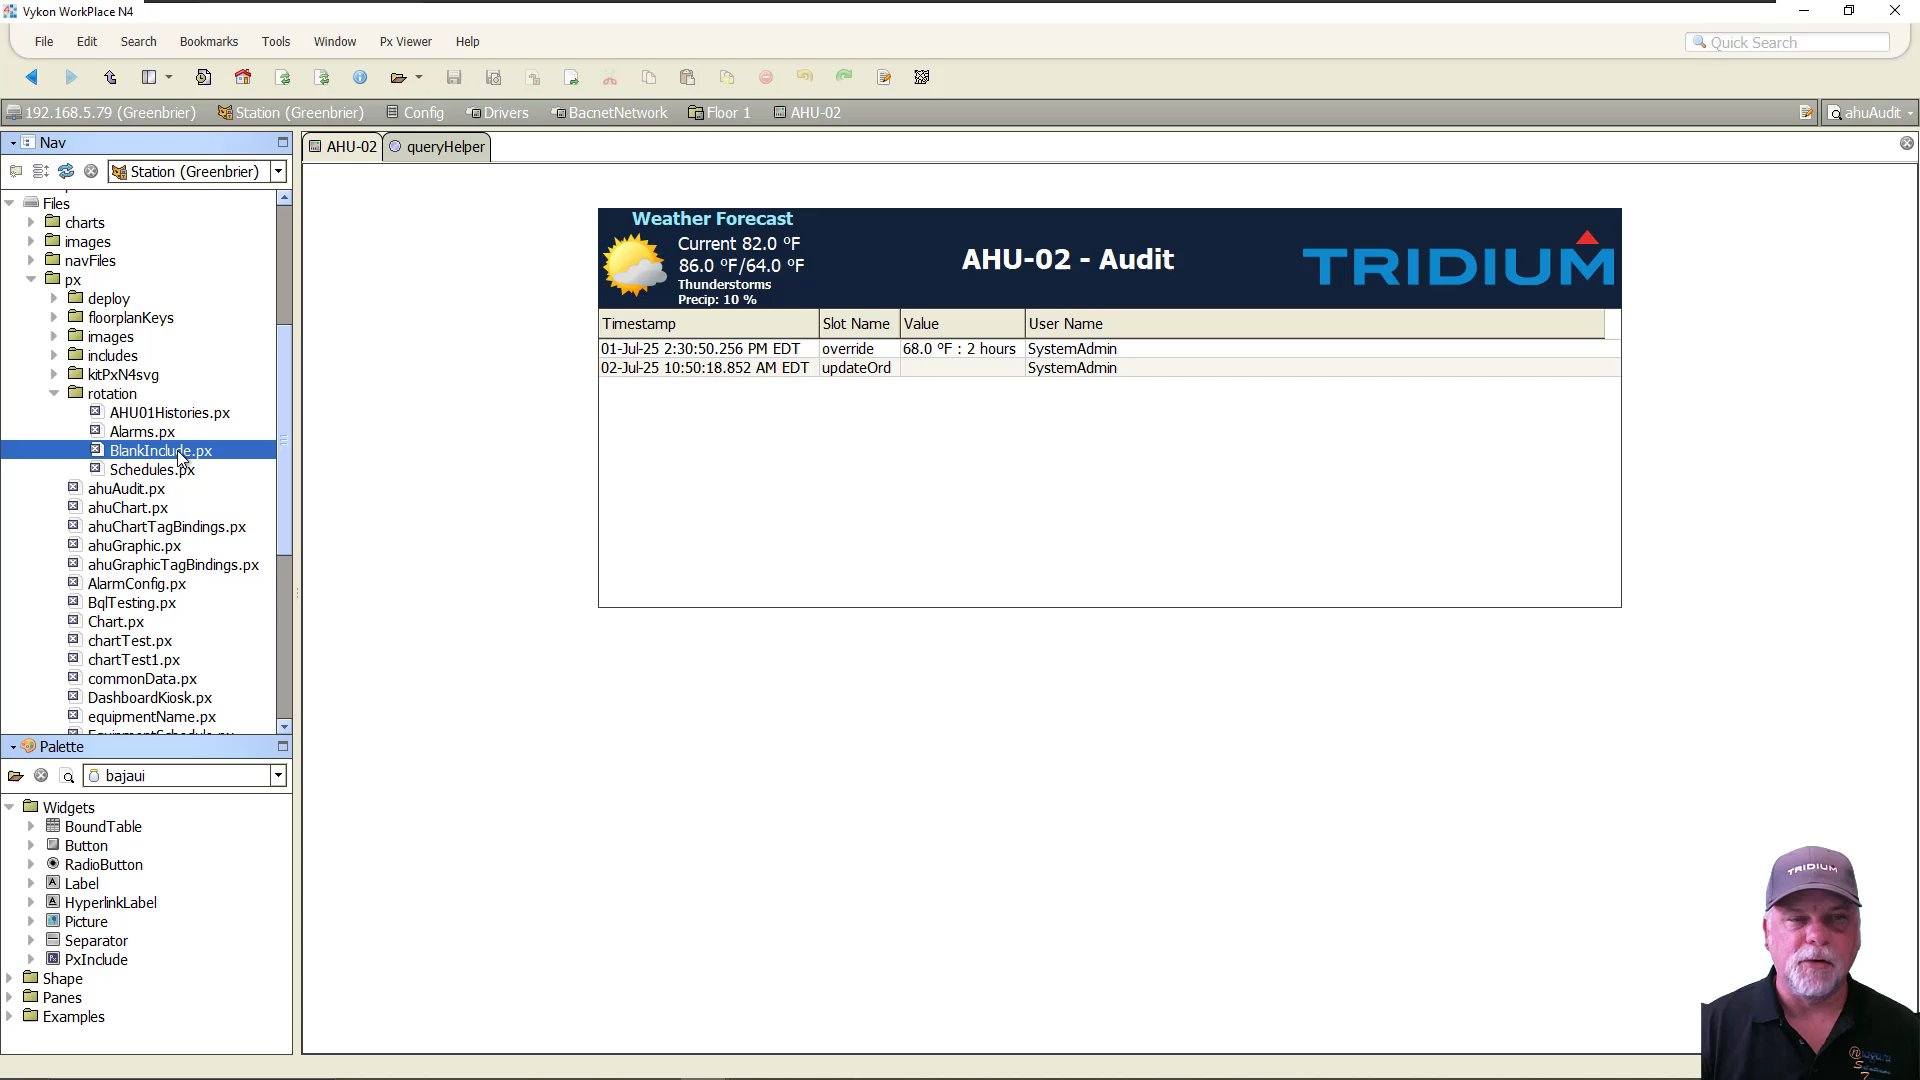 Vykon WorkPlace N4
File Edit Search Bookmarks Tools Window Px Viewer Help
Quick Search
192.168.5.79 (Greenbrier) Station (Greenbrier) Config Drivers BacnetNetwork Floor 1 AHU-02 ahuAudit
Nav
AHU-02 queryHelper
Station (Greenbrier)
Files
charts
images
navFiles
px
deploy
floorplanKeys
images
includes
kitPxN4svg
rotation
AHU01Histories.px
Alarms.px
BlankInclude.px
Schedules.px
ahuAudit.px
ahuChart.px
ahuChartTagBindings.px
ahuGraphic.px
ahuGraphicTagBindings.px
AlarmConfig.px
BqlTesting.px
Chart.px
chartTest.px
chartTest1.px
commonData.px
DashboardKiosk.px
equipmentName.px
Weather Forecast
Current 82.0 ºF
86.0 ºF/64.0 ºF
Thunderstorms
Precip: 10 %
AHU-02 - Audit
TRIDIUM
Timestamp Slot Name Value User Name
01-Jul-25 2:30:50.256 PM EDT override 68.0 ºF : 2 hours SystemAdmin
02-Jul-25 10:50:18.852 AM EDT updateOrd SystemAdmin
Palette
bajaui
Widgets
BoundTable
Button
RadioButton
Label
HyperlinkLabel
Picture
Separator
PxInclude
Shape
Panes
Examples
TRIDIUM